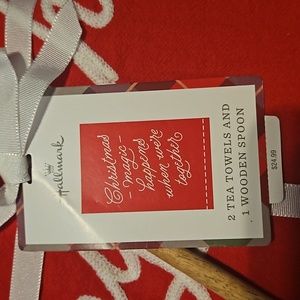 Hallmark
Christmas
magic
happens
when we're
together
2 TEA TOWELS AND
1 WOODEN SPOON
$24.99